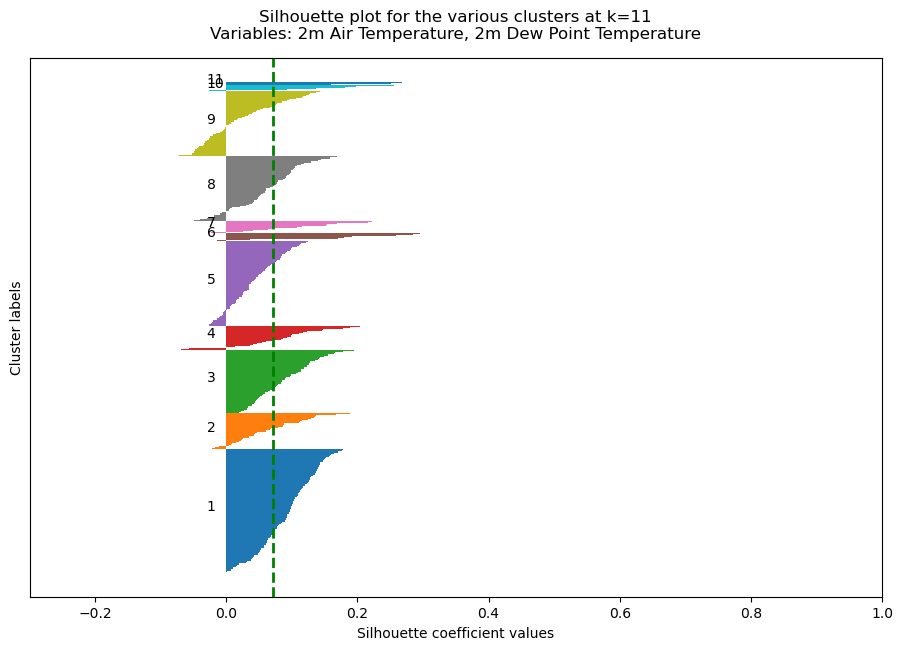 Silhouette plot for the various clusters at k=11
Variables: 2m Air Temperature, 2m Dew Point Temperature
11
10
9
8
7
6
5
4
3
2
1
Cluster labels
−0.2 0.0 0.2 0.4 0.6 0.8 1.0
Silhouette coefficient values